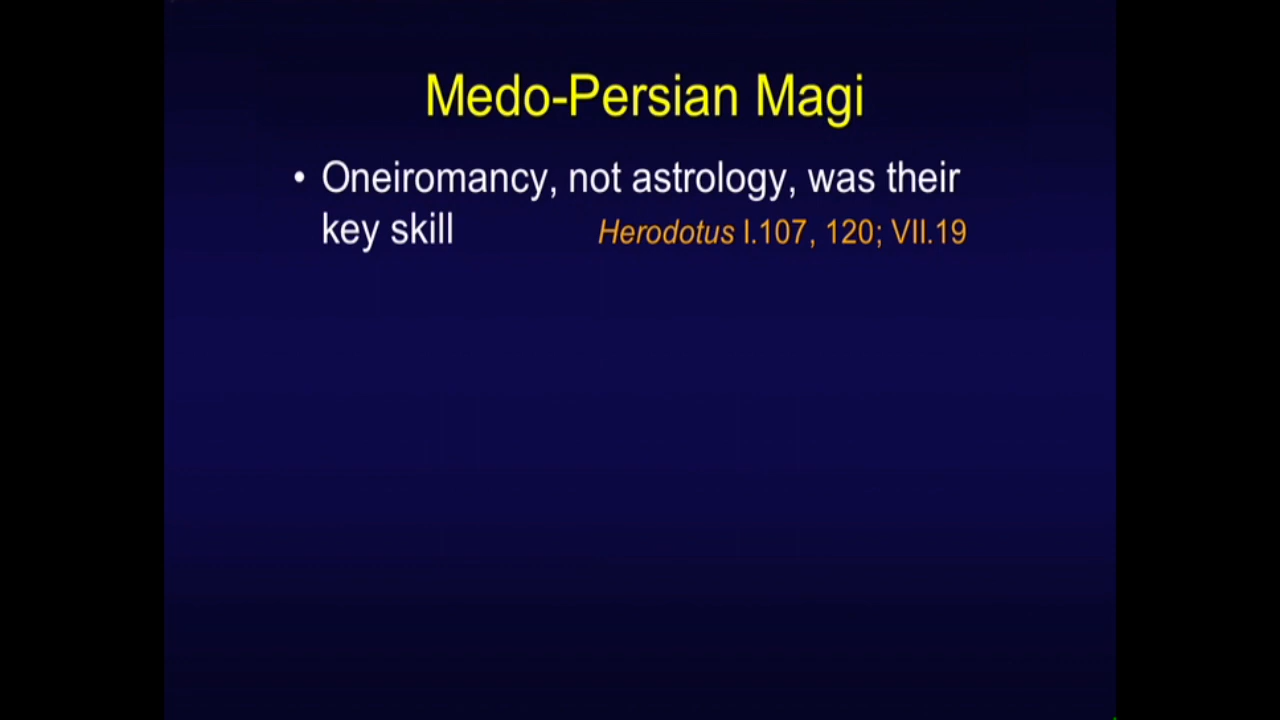 Medo-Persian Magi
• Oneiromancy, not astrology, was their
key skill Herodotus I.107, 120; VII.19